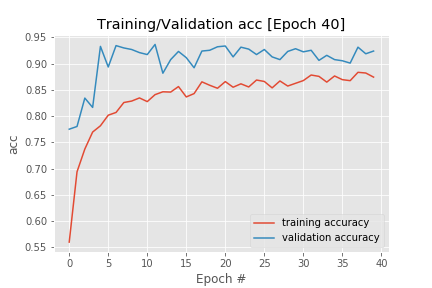 Training/Validation acc [Epoch 40]
0.95
0.90
0.85
0.80
0.75
0.70
0.65
0.60
0.55
acc
training accuracy
validation accuracy
0 5 10 15 20 25 30 35 40
Epoch #